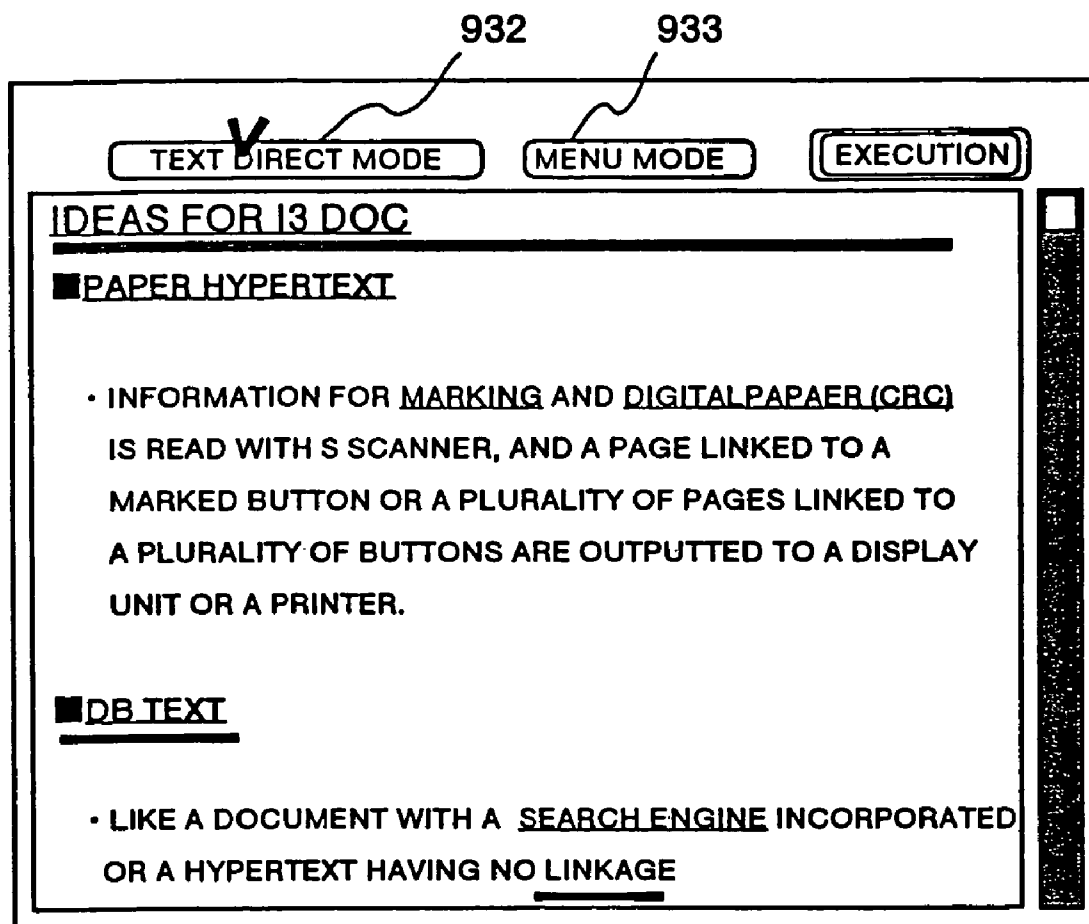 932 933
TEXT DIRECT MODE MENU MODE EXECUTION
IDEAS FOR I3 DOC
PAPER HYPERTEXT
· INFORMATION FOR MARKING AND DIGITALPAPAER (CRC)
IS READ WITH S SCANNER, AND A PAGE LINKED TO A
MARKED BUTTON OR A PLURALITY OF PAGES LINKED TO
A PLURALITY OF BUTTONS ARE OUTPUTTED TO A DISPLAY
UNIT OR A PRINTER.
DB TEXT
· LIKE A DOCUMENT WITH A SEARCH ENGINE INCORPORATED
OR A HYPERTEXT HAVING NO LINKAGE